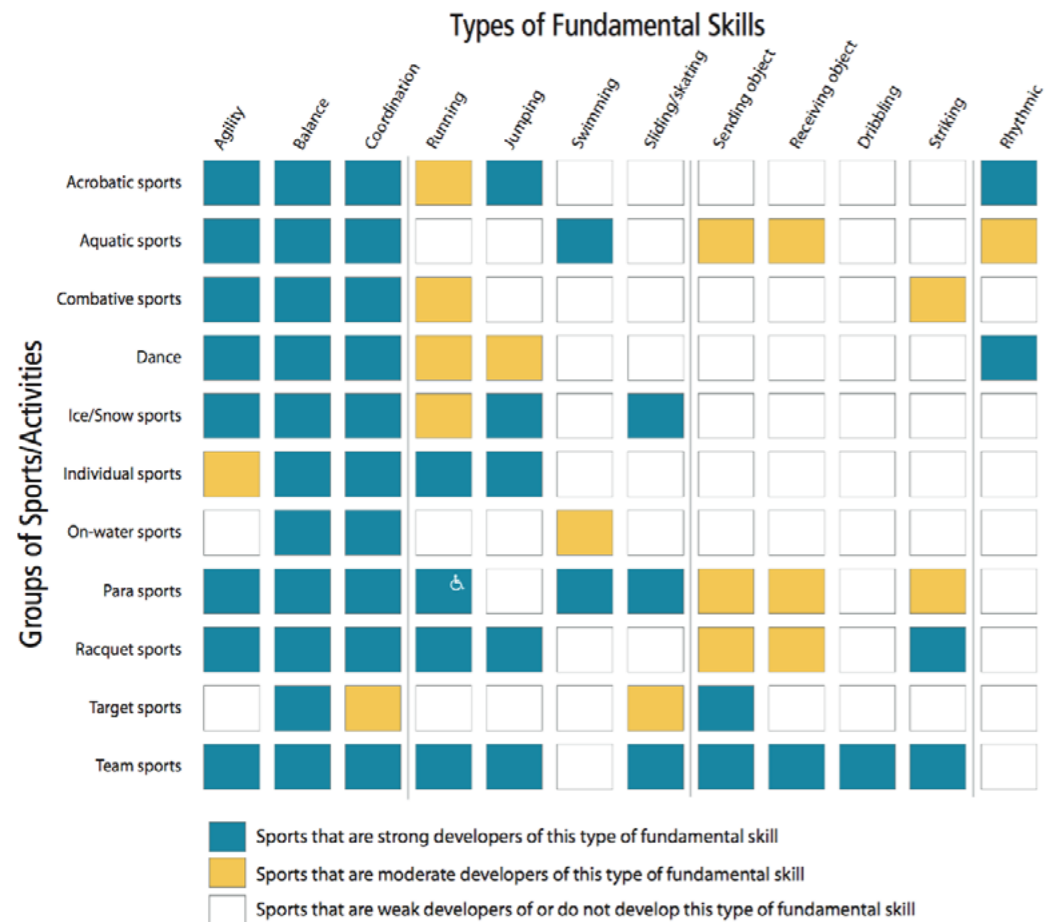 Types of Fundamental Skills
Agility
Balance
Coordination
Running
Jumping
Swimming
Sliding/skating
Sending object
Receiving object
Dribbling
Striking
Rhythmic
Groups of Sports/Activities
Acrobatic sports
Aquatic sports
Combative sports
Dance
Ice/Snow sports
Individual sports
On-water sports
Para sports
Racquet sports
Target sports
Team sports
Sports that are strong developers of this type of fundamental skill
Sports that are moderate developers of this type of fundamental skill
Sports that are weak developers of or do not develop this type of fundamental skill